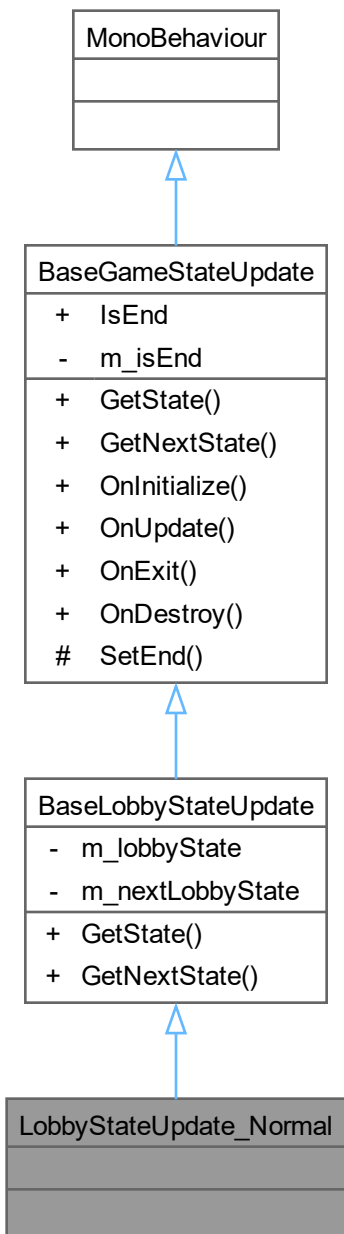 MonoBehaviour
BaseGameStateUpdate
+ IsEnd
- m_isEnd
+ GetState()
+ GetNextState()
+ OnInitialize()
+ OnUpdate()
+ OnExit()
+ OnDestroy()
# SetEnd()
BaseLobbyStateUpdate
- m_lobbyState
- m_nextLobbyState
+ GetState()
+ GetNextState()
LobbyStateUpdate_Normal